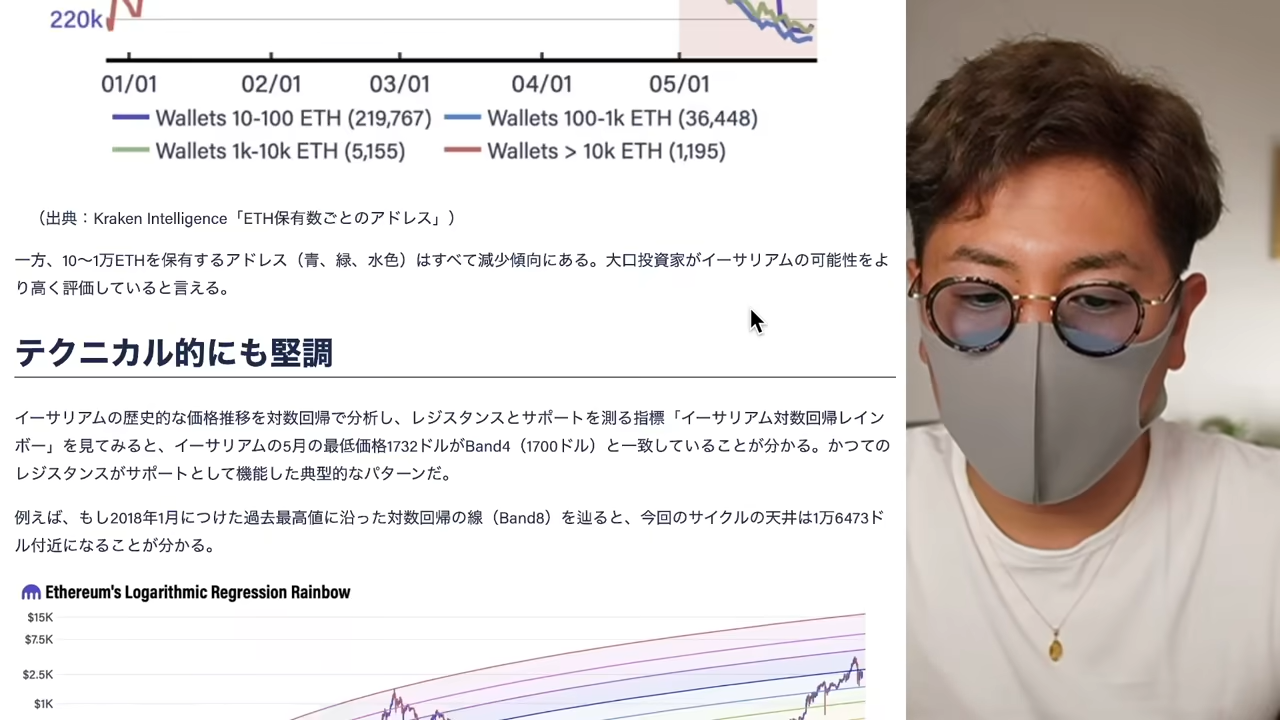 220k
01/01 02/01 03/01 04/01 05/01
Wallets 10-100 ETH (219,767) Wallets 100-1k ETH (36,448)
Wallets 1k-10k ETH (5,155) Wallets > 10k ETH (1,195)
（出典：Kraken Intelligence「ETH保有数ごとのアドレス」）
一方、10〜1万ETHを保有するアドレス（青、緑、水色）はすべて減少傾向にある。大口投資家がイーサリアムの可能性をよ
り高く評価していると言える。
テクニカル的にも堅調
イーサリアムの歴史的な価格推移を対数回帰で分析し、レジスタンスとサポートを測る指標「イーサリアム対数回帰レイン
ボー」を見てみると、イーサリアムの5月の最低価格1732ドルがBand4（1700ドル）と一致していることが分かる。かつての
レジスタンスがサポートとして機能した典型的なパターンだ。
例えば、もし2018年1月につけた過去最高値に沿った対数回帰の線（Band8）を辿ると、今回のサイクルの天井は1万6473ド
ル付近になることが分かる。
Ethereum's Logarithmic Regression Rainbow
$15K
$7.5K
$2.5K
$1K